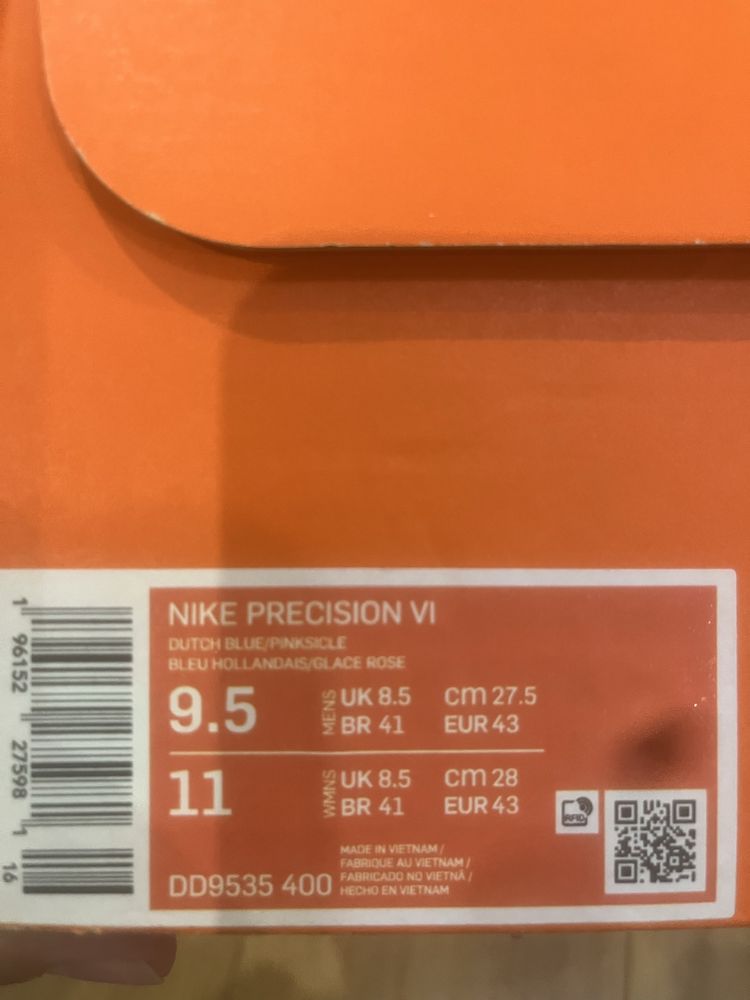 NIKE PRECISION VI
DUTCH BLUE/PINKSICLE
BLEU HOLLANDAIS/GLACE ROSE
9.5 MENS UK 8.5 cm 27.5
BR 41 EUR 43
11 WMNS UK 8.5 cm 28
BR 41 EUR 43
RFID
DD9535 400
MADE IN VIETNAM /
FABRIQUE AU VIETNAM /
FABRICADO NO VIETNÃ /
HECHO EN VIETNAM
1 96152 27598 1 16